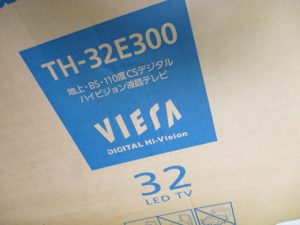 TH-32E300
地上・BS・110度CSデジタル
ハイビジョン液晶テレビ
VIERA
DIGITAL Hi-Vision
32
LED TV